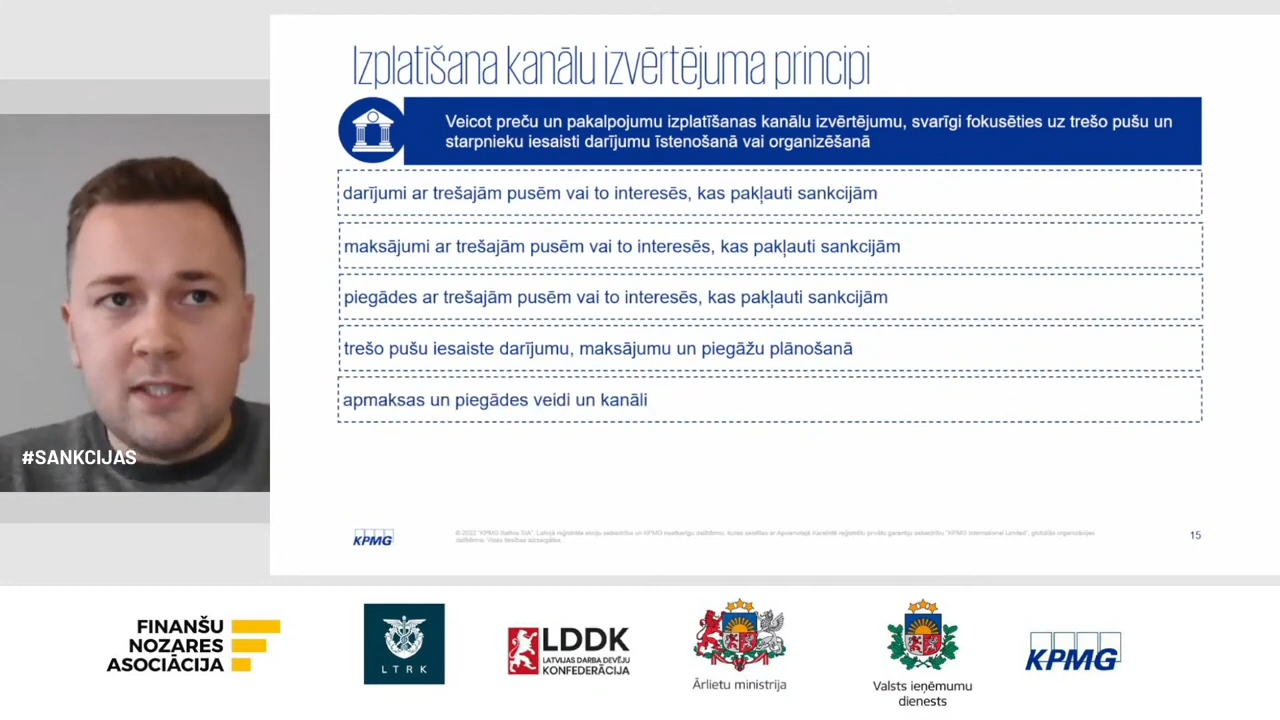 Izplatīšana kanālu izvērtējuma principi
Veicot preču un pakalpojumu izplatīšanas kanālu izvērtējumu, svarīgi fokusēties uz trešo pušu un
starpnieku iesaisti darījumu īstenošanā vai organizēšanā
darījumi ar trešajām pusēm vai to interesēs, kas pakļauti sankcijām
maksājumi ar trešajām pusēm vai to interesēs, kas pakļauti sankcijām
piegādes ar trešajām pusēm vai to interesēs, kas pakļauti sankcijām
trešo pušu iesaiste darījumu, maksājumu un piegāžu plānošanā
apmaksas un piegādes veidi un kanāli
#SANKCIJAS
KPMG
15
FINANŠU
NOZARES
ASOCIĀCIJA
LTRK
LDDK
LATVIJAS DARBA DEVĒJU
KONFEDERĀCIJA
Ārlietu ministrija
Valsts ieņēmumu
dienests
KPMG